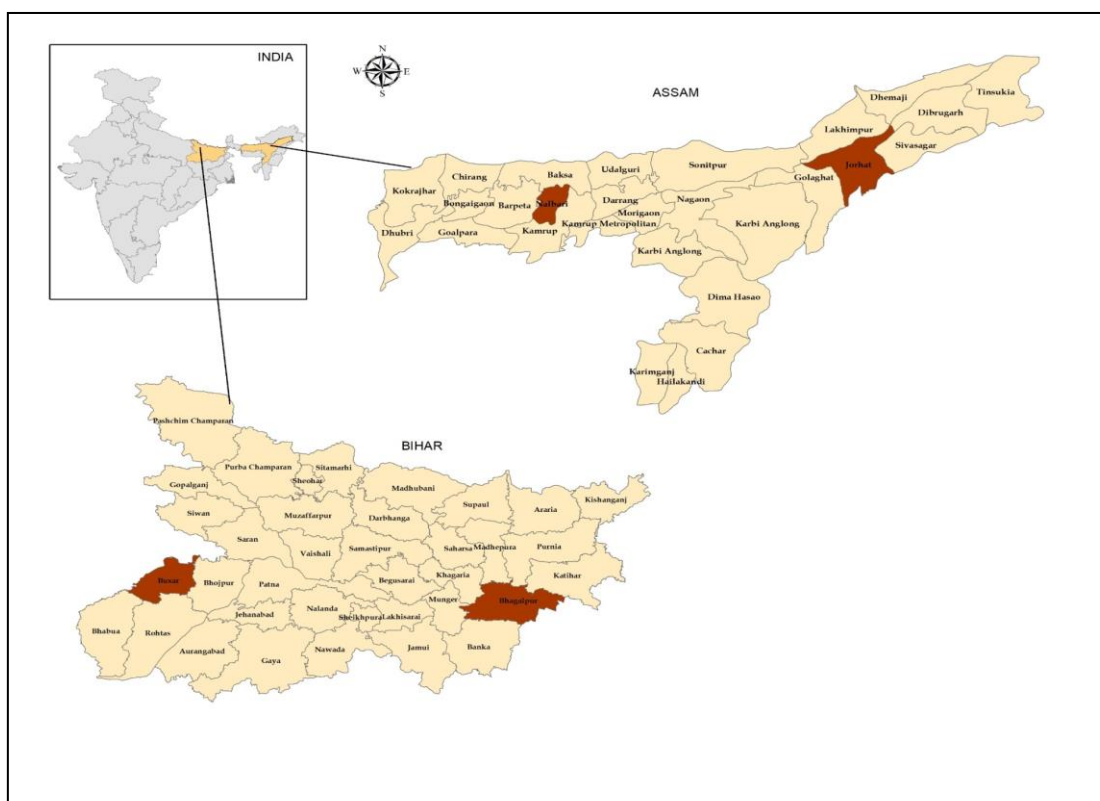 INDIA
N
W E
S
ASSAM
Tinsukia
Dhemaji
Dibrugarh
Lakhimpur
Sivasagar
Jorhat
Golaghat
Sonitpur
Udalguri
Baksa
Chirang
Kokrajhar
Bongaigaon
Barpeta
Nalbari
Darrang
Nagaon
Morigaon
Kamrup Metropolitan
Kamrup
Goalpara
Dhubri
Karbi Anglong
Karbi Anglong
Dima Hasao
Cachar
Karimganj
Hailakandi
BIHAR
Pashchim Champaran
Purba Champaran
Sitamarhi
Sheohar
Gopalganj
Madhubani
Kishanganj
Supaul
Araria
Siwan
Muzaffarpur
Darbhanga
Saran
Vaishali
Samastipur
Saharsa
Madhepura
Purnia
Katihar
Buxar
Bhojpur
Patna
Begusarai
Khagaria
Munger
Bhagalpur
Jehanabad
Nalanda
Sheikhpura
Lakhisarai
Bhabua
Rohtas
Aurangabad
Gaya
Nawada
Jamui
Banka